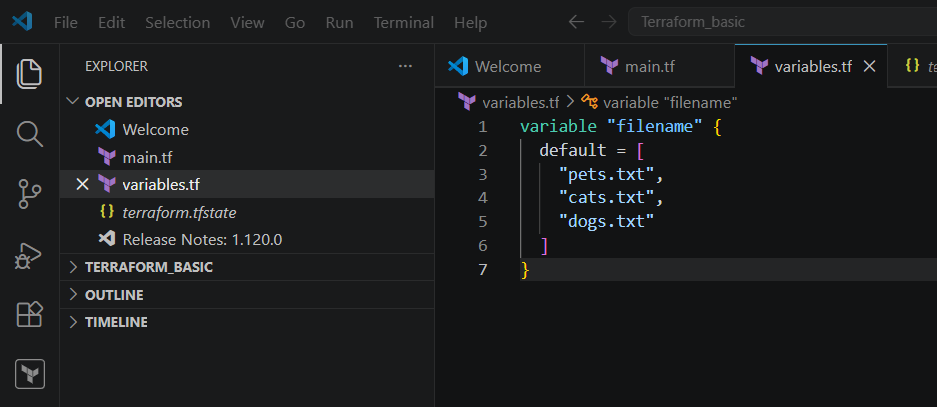 File Edit Selection View Go Run Terminal Help
Terraform_basic
EXPLORER
OPEN EDITORS
Welcome
main.tf
variables.tf
terraform.tfstate
Release Notes: 1.120.0
TERRAFORM_BASIC
OUTLINE
TIMELINE
Welcome main.tf variables.tf
variables.tf > variable "filename"
1 variable "filename" {
2 default = [
3 "pets.txt",
4 "cats.txt",
5 "dogs.txt"
6 ]
7 }